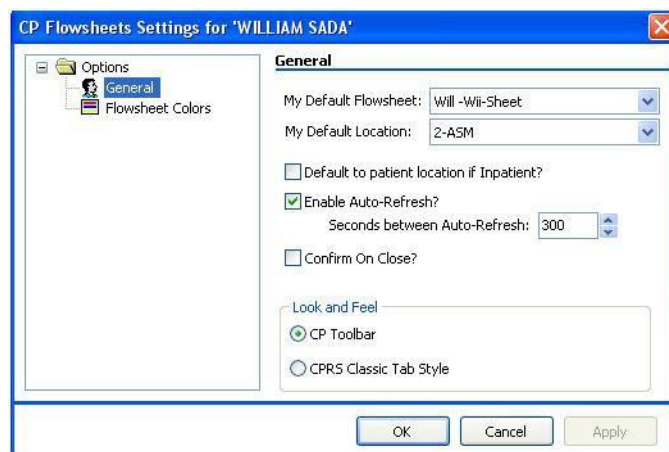 CP Flowsheets Settings for 'WILLIAM SADA'
Options
General
Flowsheet Colors
General
My Default Flowsheet: Will -Wii-Sheet
My Default Location: 2-ASM
Default to patient location if Inpatient?
Enable Auto-Refresh?
Seconds between Auto-Refresh: 300
Confirm On Close?
Look and Feel
CP Toolbar
CPRS Classic Tab Style
OK Cancel Apply